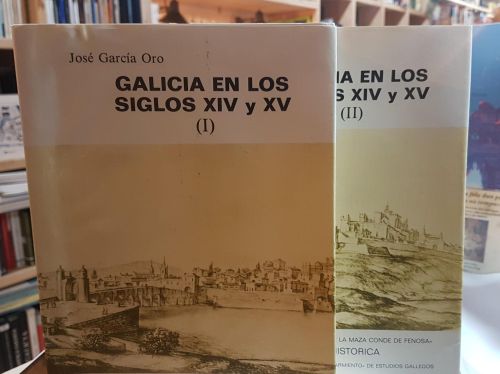 José García Oro
GALICIA EN LOS
SIGLOS XIV y XV
(I)
IA EN LOS
S XIV y XV
(II)
LA MAZA CONDE DE FENOSA»
ISTORICA
ARMIENTO» DE ESTUDIOS GALLEGOS